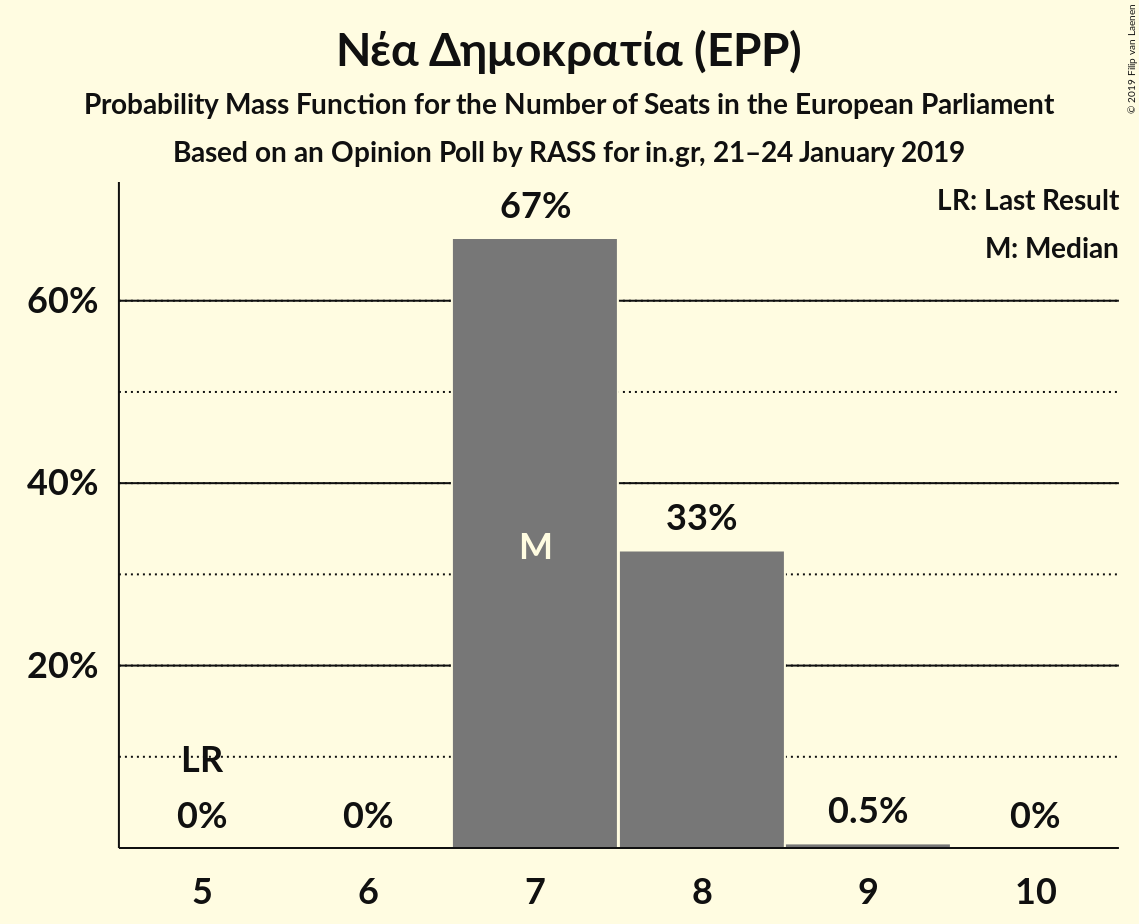 Νέα Δημοκρατία (EPP)
Probability Mass Function for the Number of Seats in the European Parliament
Based on an Opinion Poll by RASS for in.gr, 21–24 January 2019
© 2019 Filip van Laenen
LR: Last Result
M: Median
67%
60%
40%
33%
M
20%
LR
0%
0%
0.5%
0%
5
6
7
8
9
10